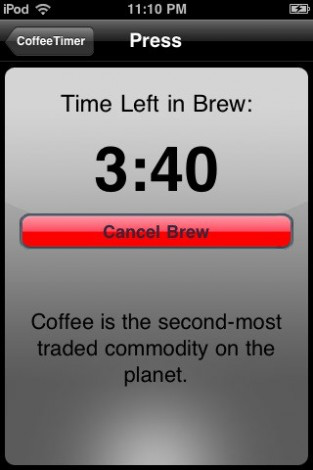 iPod 11:10 PM
CoffeeTimer Press
Time Left in Brew:
3:40
Cancel Brew
Coffee is the second-most
traded commodity on the
planet.